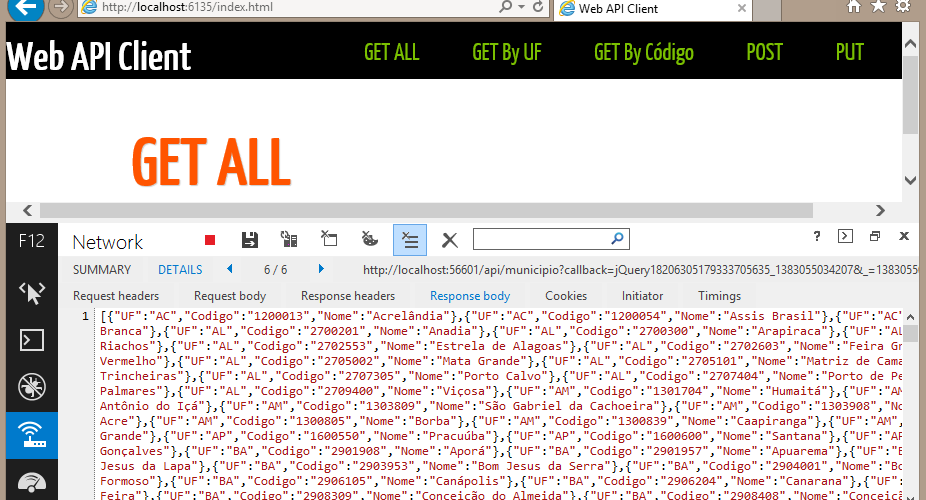 http://localhost:6135/index.html
Web API Client
Web API Client
GET ALL
GET By UF
GET By Código
POST
PUT
GET ALL
F12
Network
?
SUMMARY
DETAILS
6 / 6
http://localhost:56601/api/municipio?callback=jQuery18206305179333705635_1383055034207&_=1383055
Request headers
Request body
Response headers
Response body
Cookies
Initiator
Timings
1 [{"UF":"AC","Codigo":"1200013","Nome":"Acrelândia"},{"UF":"AC","Codigo":"1200054","Nome":"Assis Brasil"},{"UF":"AC"
Branca"},{"UF":"AL","Codigo":"2700201","Nome":"Anadia"},{"UF":"AL","Codigo":"2700300","Nome":"Arapiraca"},{"UF":"AL
Riachos"},{"UF":"AL","Codigo":"2702553","Nome":"Estrela de Alagoas"},{"UF":"AL","Codigo":"2702603","Nome":"Feira Gr
Vermelho"},{"UF":"AL","Codigo":"2705002","Nome":"Mata Grande"},{"UF":"AL","Codigo":"2705101","Nome":"Matriz de Cama
Trincheiras"},{"UF":"AL","Codigo":"2707305","Nome":"Porto Calvo"},{"UF":"AL","Codigo":"2707404","Nome":"Porto de Pe
Palmares"},{"UF":"AL","Codigo":"2709400","Nome":"Viçosa"},{"UF":"AM","Codigo":"1301704","Nome":"Humaitá"},{"UF":"AM
Antônio do Içá"},{"UF":"AM","Codigo":"1303809","Nome":"São Gabriel da Cachoeira"},{"UF":"AM","Codigo":"1303908","No
Acre"},{"UF":"AM","Codigo":"1300805","Nome":"Borba"},{"UF":"AM","Codigo":"1300839","Nome":"Caapiranga"},{"UF":"AM",
Grande"},{"UF":"AP","Codigo":"1600550","Nome":"Pracuúba"},{"UF":"AP","Codigo":"1600600","Nome":"Santana"},{"UF":"AP
Gonçalves"},{"UF":"BA","Codigo":"2901908","Nome":"Aporá"},{"UF":"BA","Codigo":"2901957","Nome":"Apuarema"},{"UF":"B
Jesus da Lapa"},{"UF":"BA","Codigo":"2903953","Nome":"Bom Jesus da Serra"},{"UF":"BA","Codigo":"2904001","Nome":"Bo
Formoso"},{"UF":"BA","Codigo":"2906105","Nome":"Canápolis"},{"UF":"BA","Codigo":"2906204","Nome":"Canarana"},{"UF":
Feira"},{"UF":"BA","Codigo":"2908309","Nome":"Conceição do Almeida"},{"UF":"BA","Codigo":"2908408","Nome":"Conceiçã